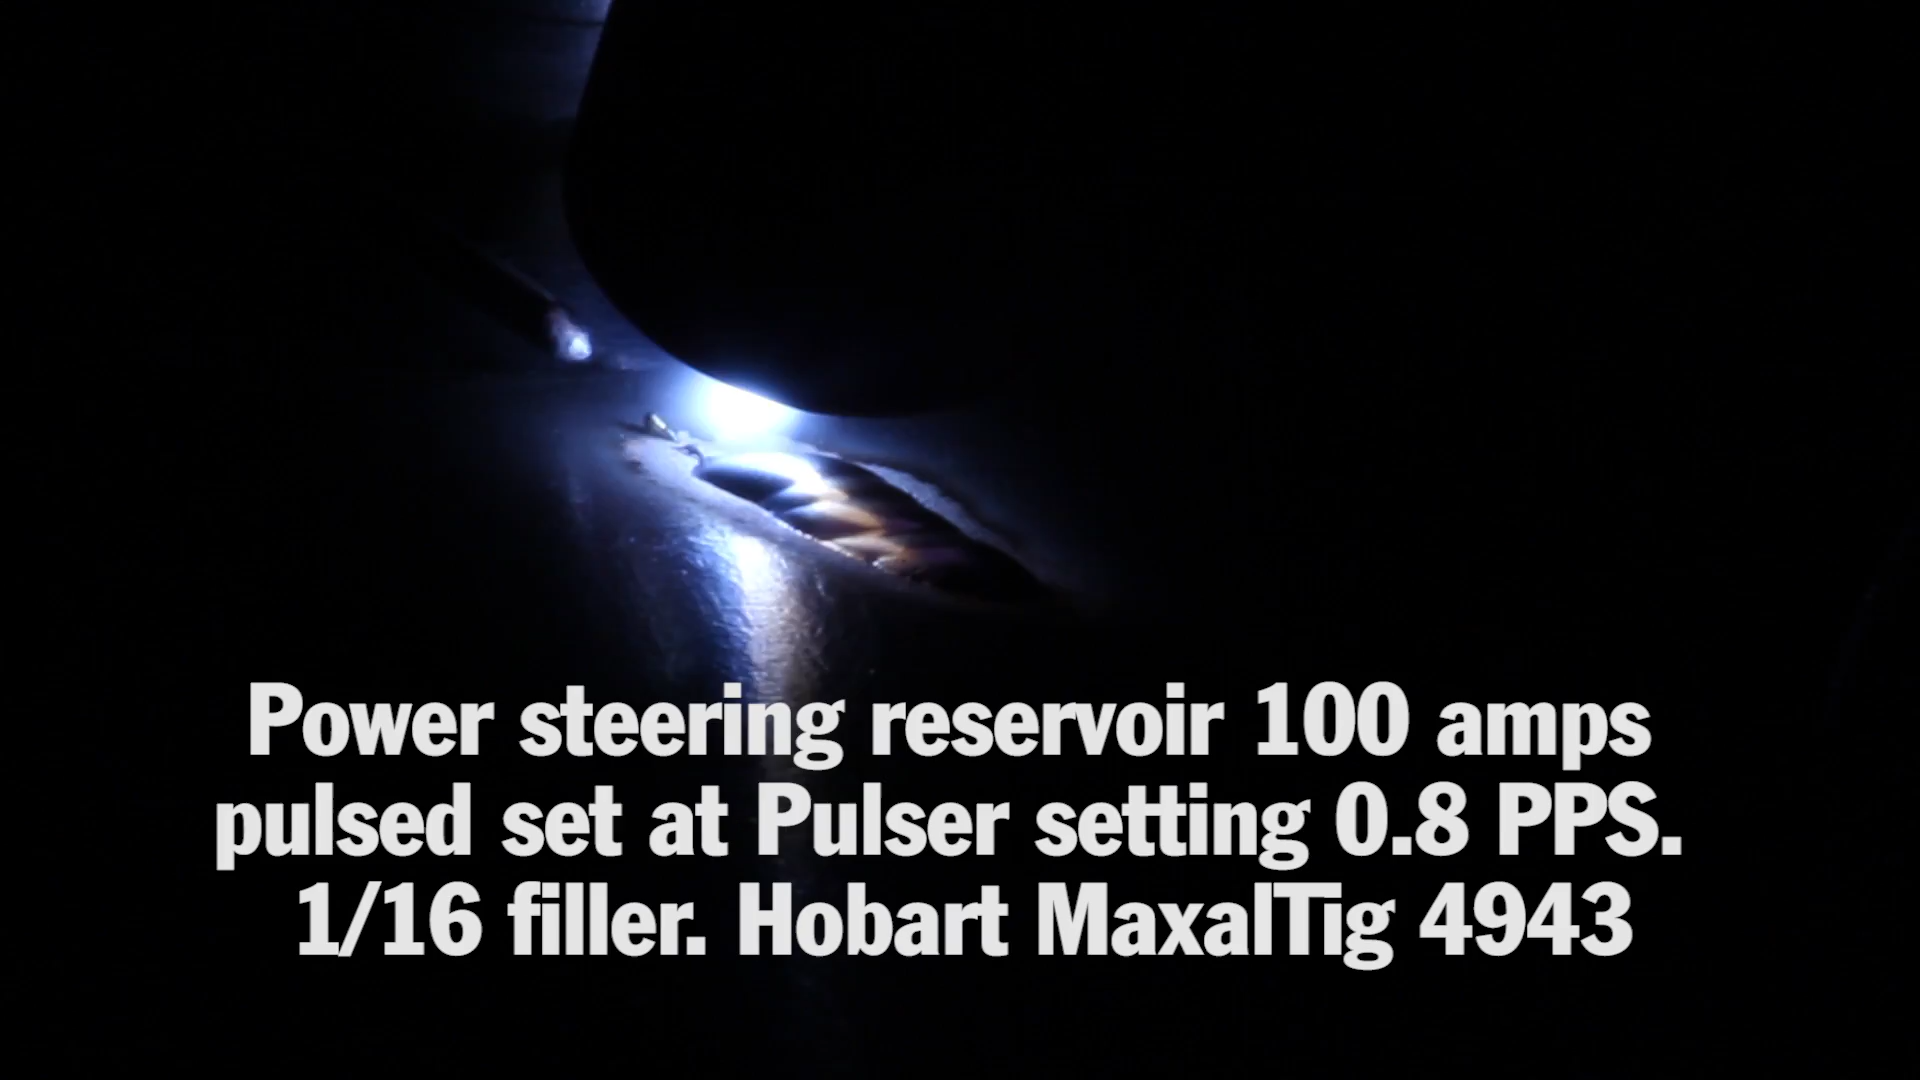 Power steering reservoir 100 amps
pulsed set at Pulser setting 0.8 PPS.
1/16 filler. Hobart MaxalTig 4943